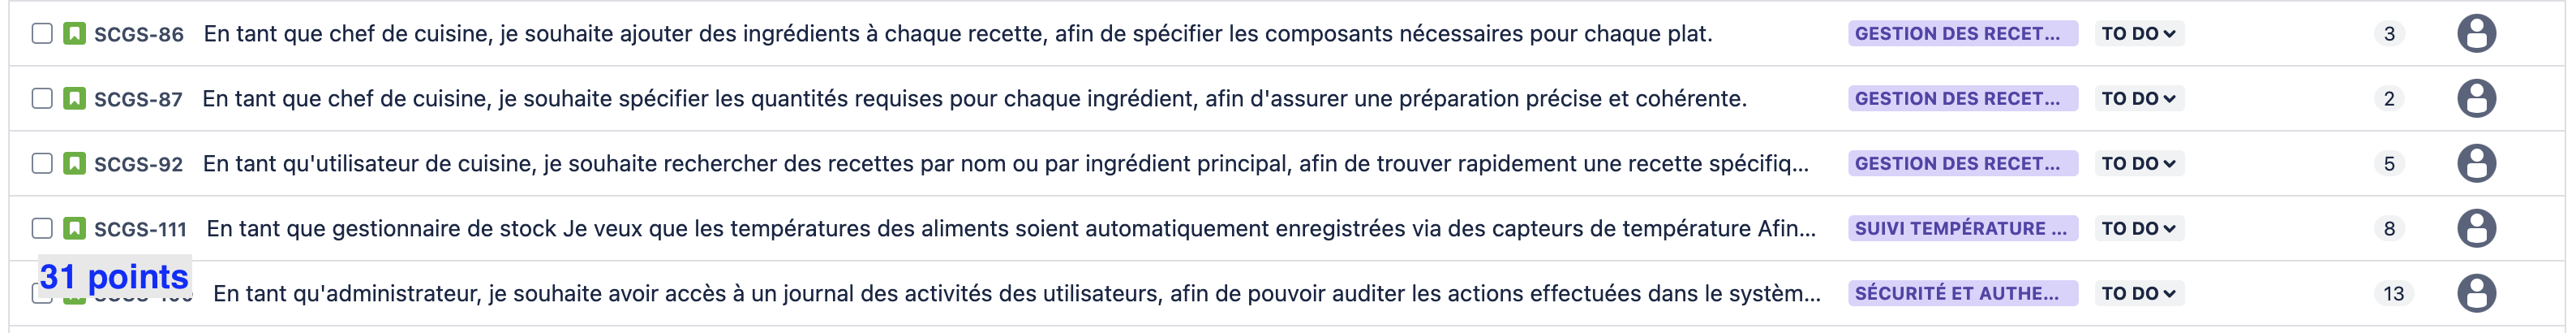 SCGS-86 En tant que chef de cuisine, je souhaite ajouter des ingrédients à chaque recette, afin de spécifier les composants nécessaires pour chaque plat. GESTION DES RECET... TO DO 3
SCGS-87 En tant que chef de cuisine, je souhaite spécifier les quantités requises pour chaque ingrédient, afin d'assurer une préparation précise et cohérente. GESTION DES RECET... TO DO 2
SCGS-92 En tant qu'utilisateur de cuisine, je souhaite rechercher des recettes par nom ou par ingrédient principal, afin de trouver rapidement une recette spécifiq... GESTION DES RECET... TO DO 5
SCGS-111 En tant que gestionnaire de stock Je veux que les températures des aliments soient automatiquement enregistrées via des capteurs de température Afin... SUIVI TEMPÉRATURE ... TO DO 8
31 points
En tant qu'administrateur, je souhaite avoir accès à un journal des activités des utilisateurs, afin de pouvoir auditer les actions effectuées dans le systèm... SÉCURITÉ ET AUTHE... TO DO 13